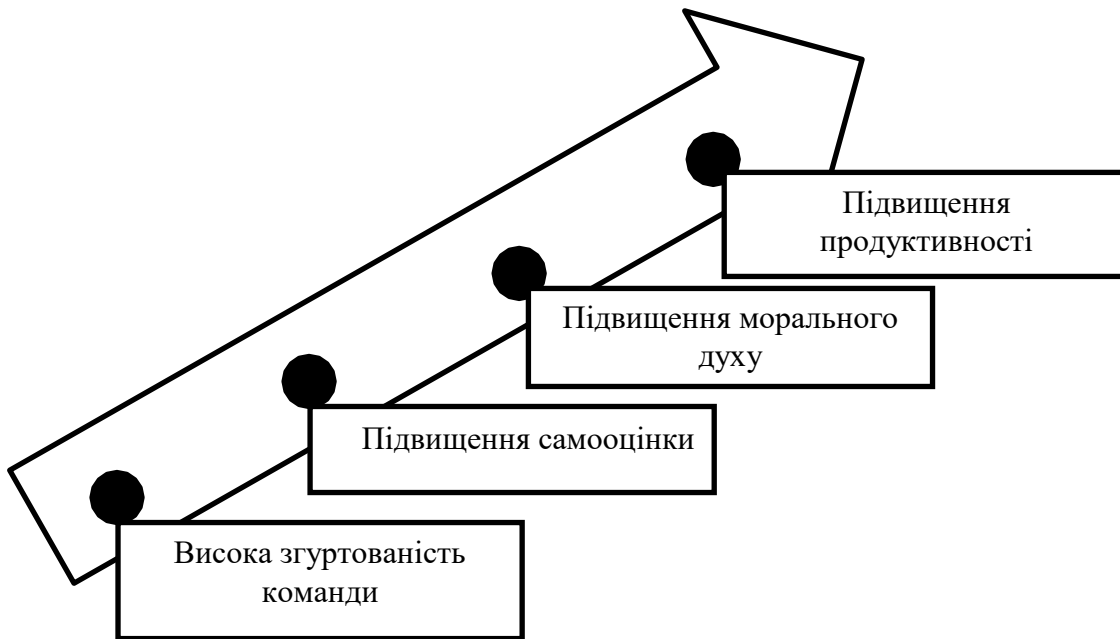 Підвищення
продуктивності
Підвищення морального
духу
Підвищення самооцінки
Висока згуртованість
команди